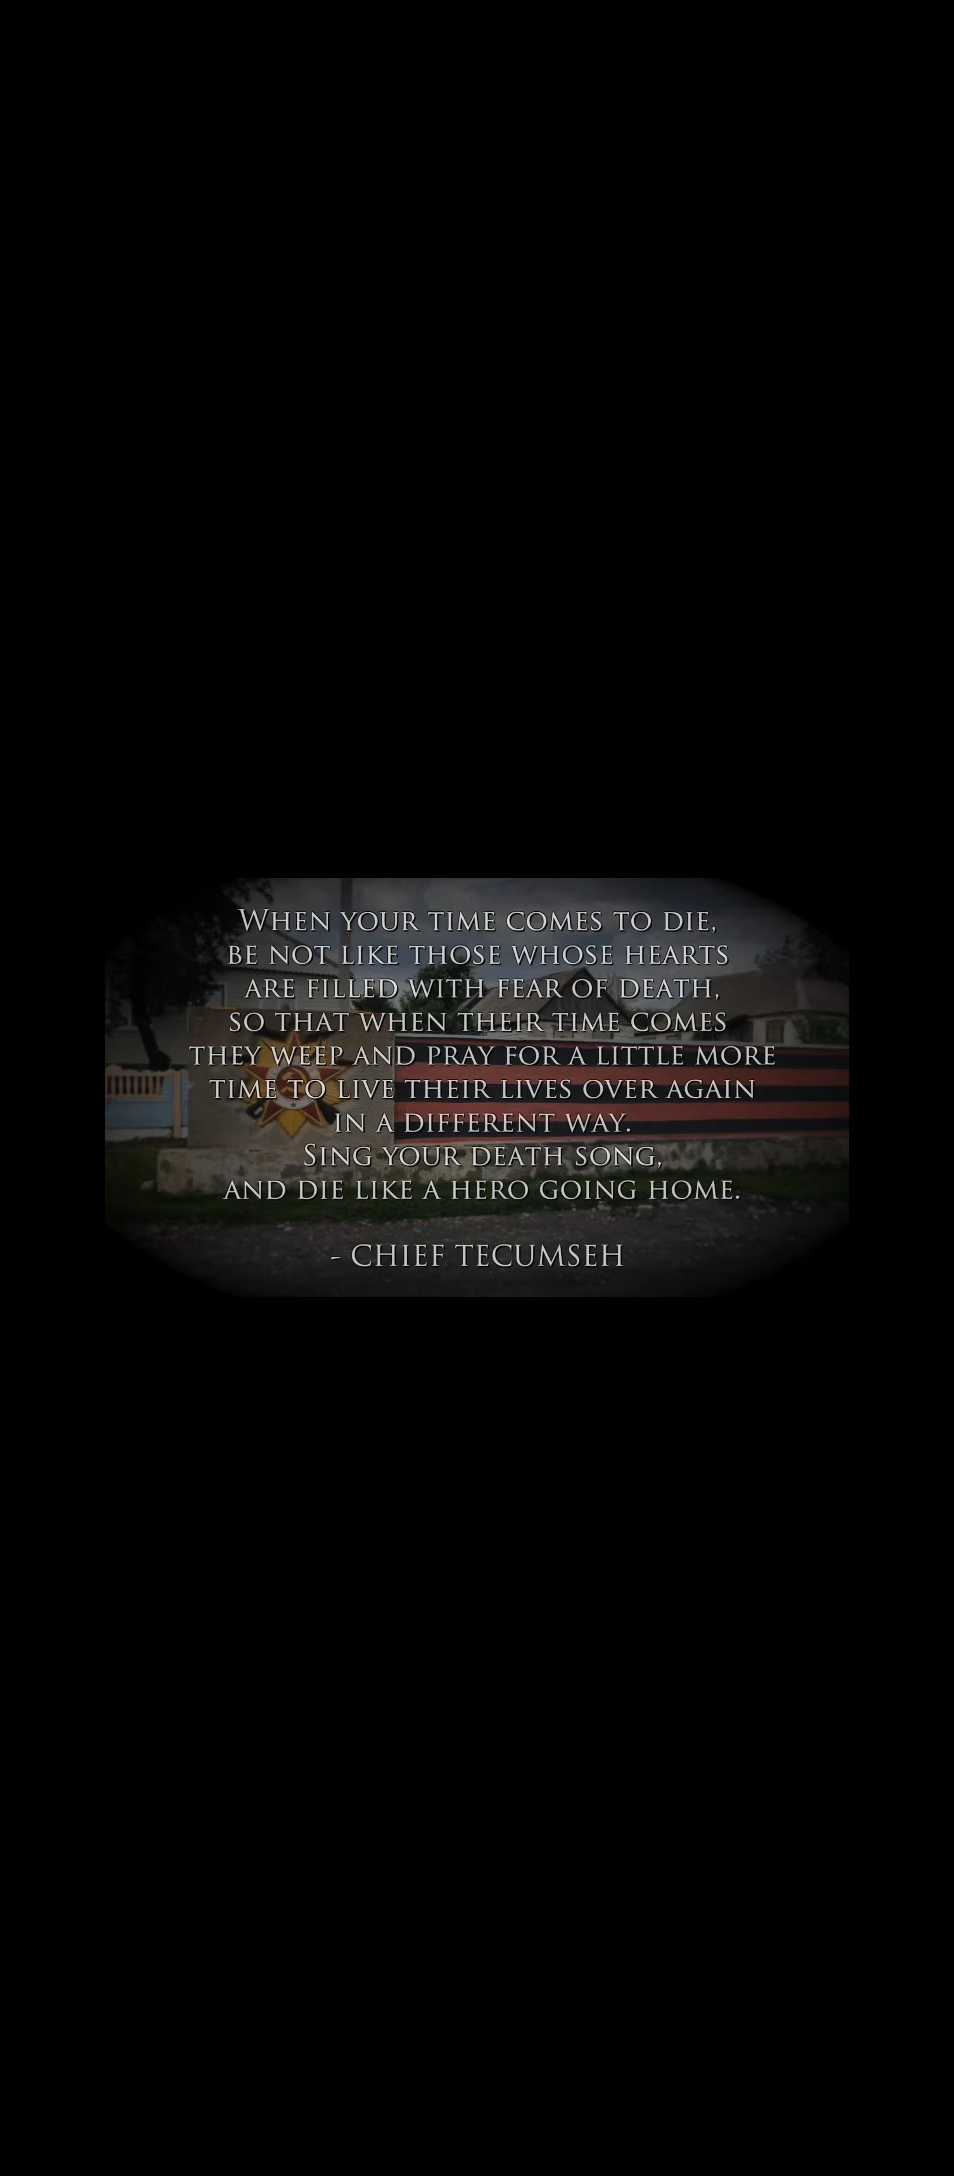 When your time comes to die,
be not like those whose hearts
are filled with fear of death,
so that when their time comes
they weep and pray for a little more
time to live their lives over again
in a different way.
Sing your death song,
and die like a hero going home.
- CHIEF TECUMSEH